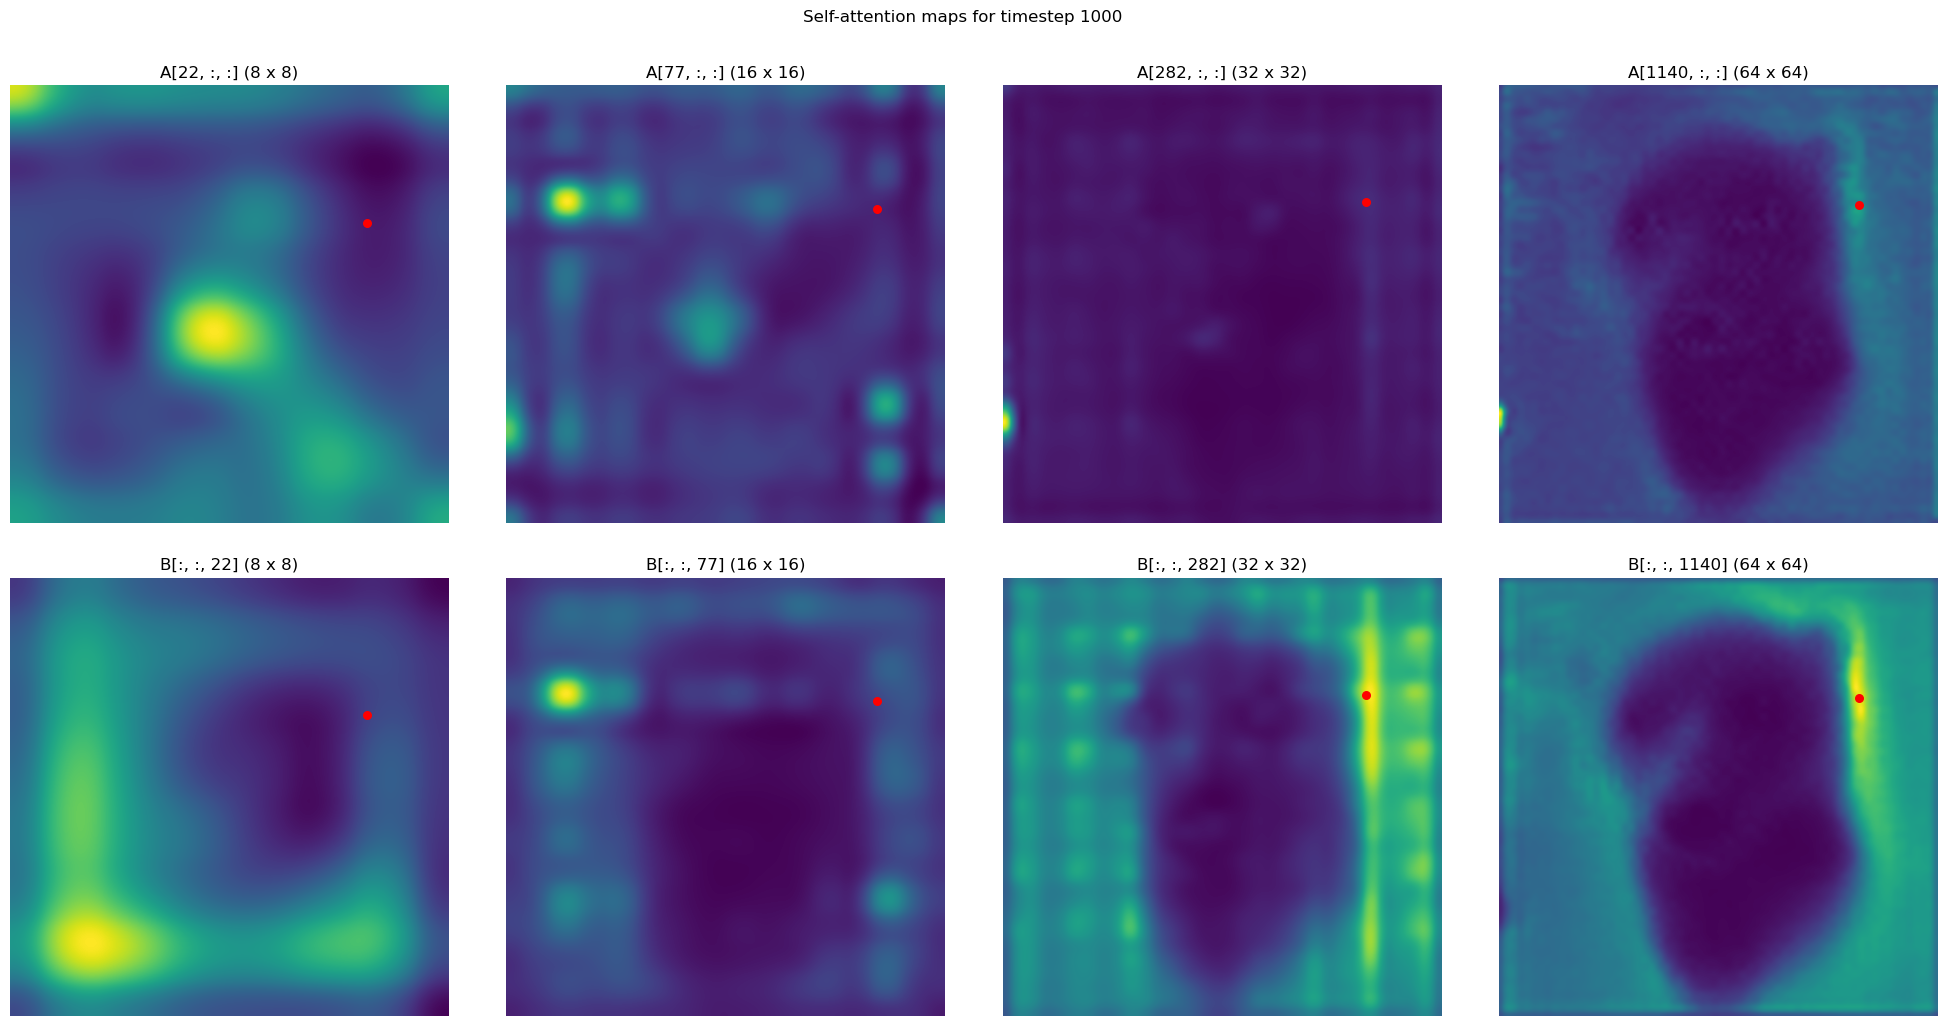 Self-attention maps for timestep 1000
A[22, :, :] (8 x 8)
A[77, :, :] (16 x 16)
A[282, :, :] (32 x 32)
A[1140, :, :] (64 x 64)
B[:, :, 22] (8 x 8)
B[:, :, 77] (16 x 16)
B[:, :, 282] (32 x 32)
B[:, :, 1140] (64 x 64)